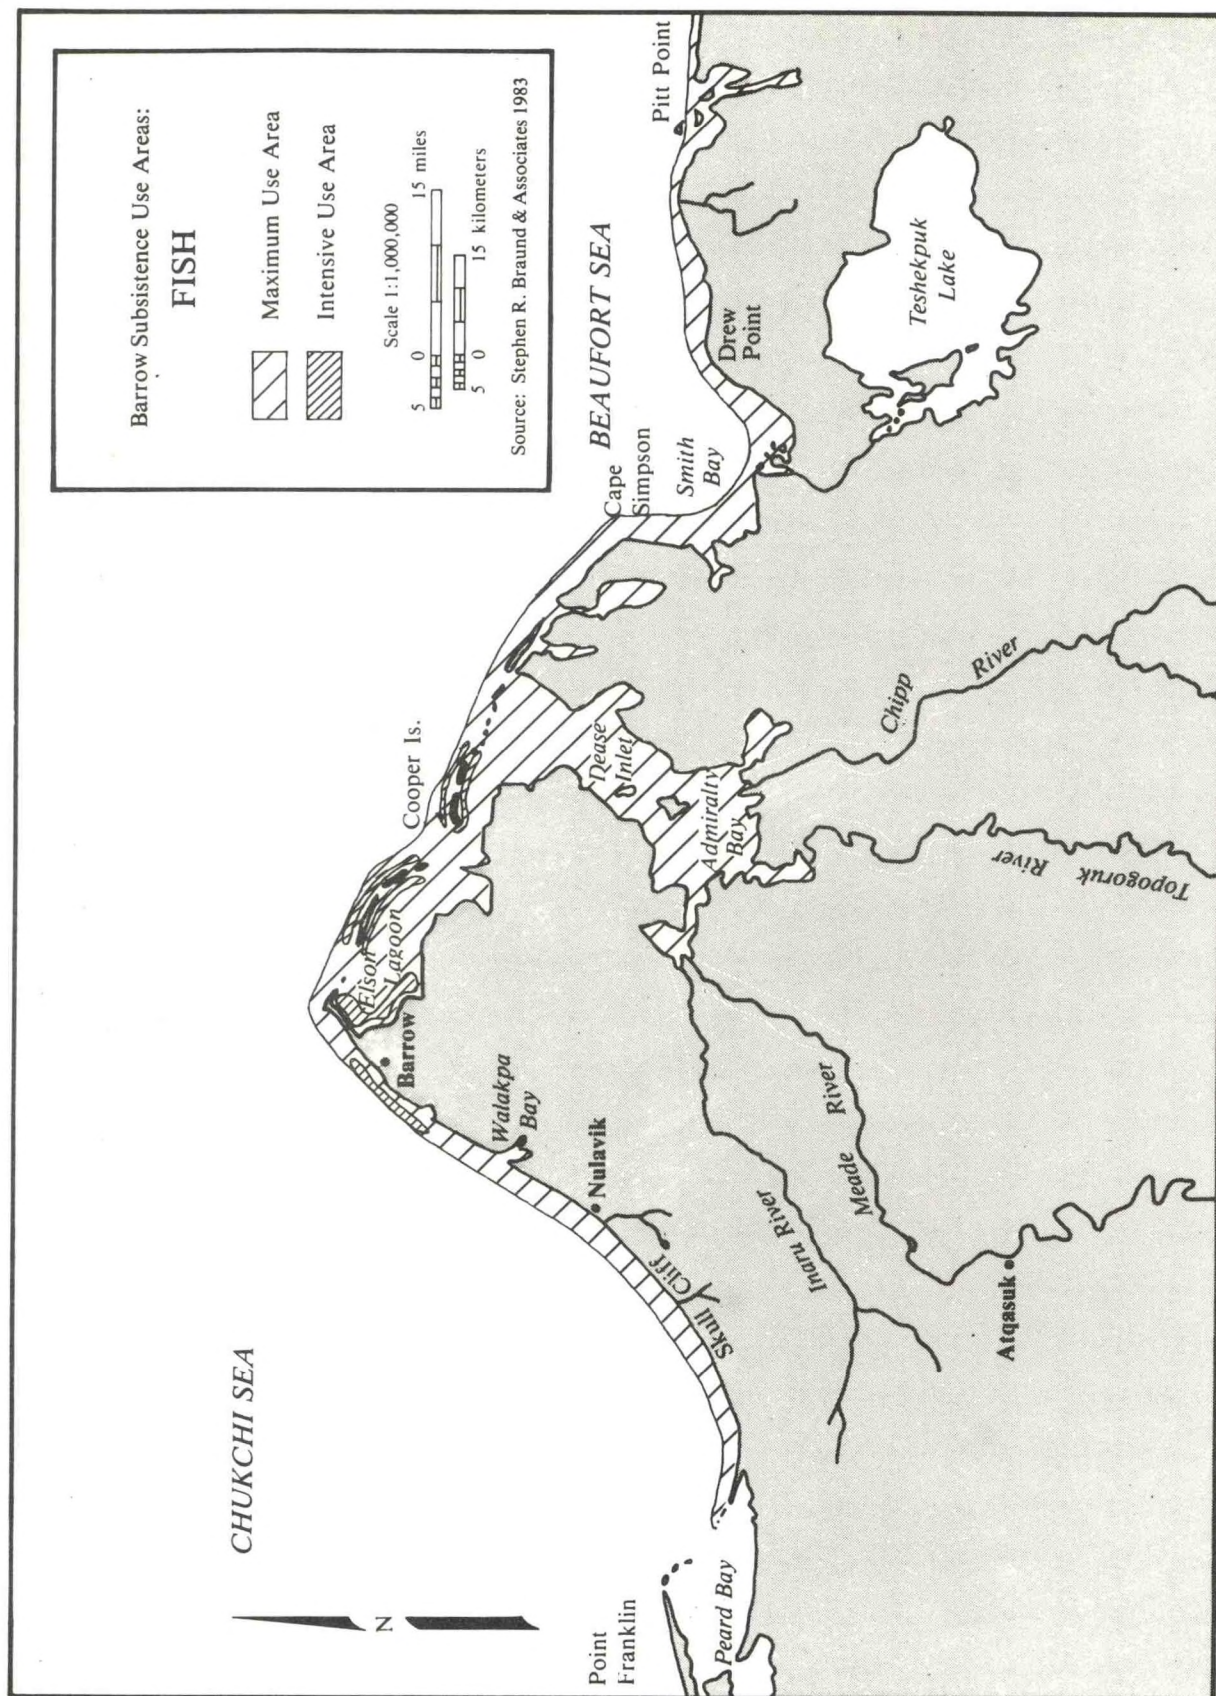 Barrow Subsistence Use Areas:
FISH
Maximum Use Area
Intensive Use Area
Scale 1:1,000,000
5 0 15 miles
5 0 15 kilometers
Source: Stephen R. Braund & Associates 1983
CHUKCHI SEA
N
Point
Franklin
Peard Bay
Skull Cliff
Nulavik
Walakpa
Bay
Barrow
Elson
Lagoon
Cooper Is.
Dease
Inlet
Admiralty
Bay
Inaru River
Meade River
Atqasuk
Topogoruk
River
Chipp River
Cape
Simpson
Smith
Bay
BEAUFORT SEA
Drew
Point
Pitt Point
Teshekpuk
Lake